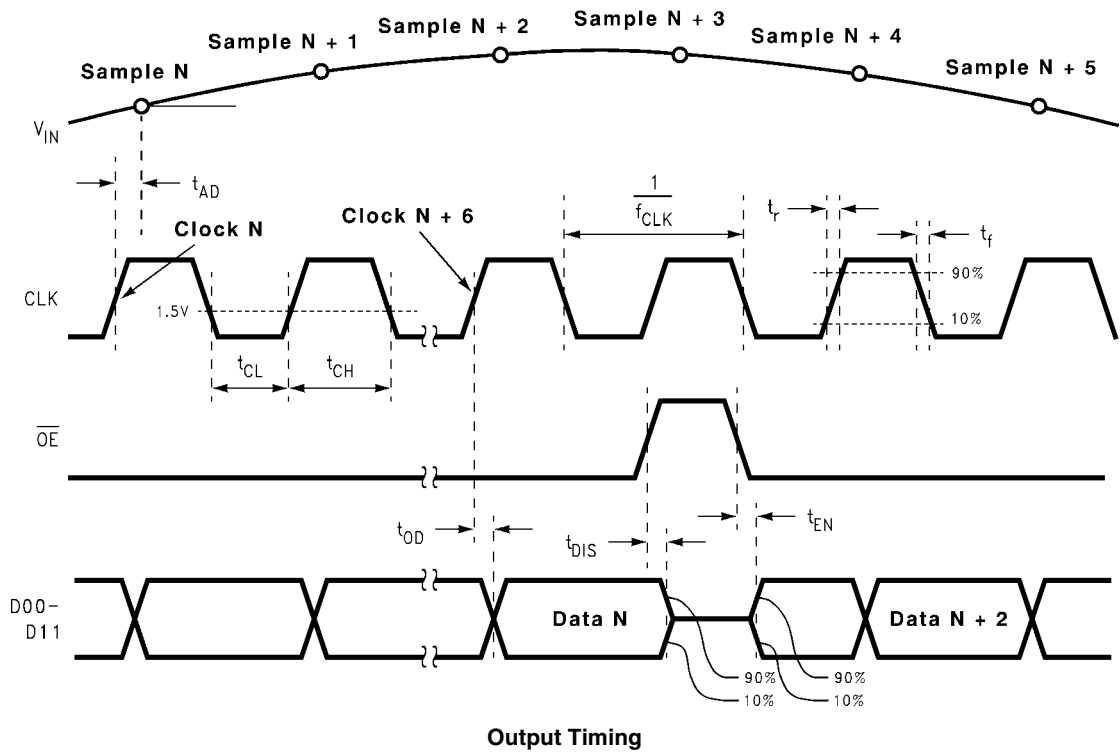 Sample N
Sample N + 1
Sample N + 2
Sample N + 3
Sample N + 4
Sample N + 5
V_IN
t_AD
Clock N
Clock N + 6
1
f_CLK
t_r
t_f
CLK
1.5V
90%
10%
t_CL
t_CH
OE
t_OD
t_DIS
t_EN
D00-
D11
Data N
Data N + 2
90%
10%
90%
10%
Output Timing